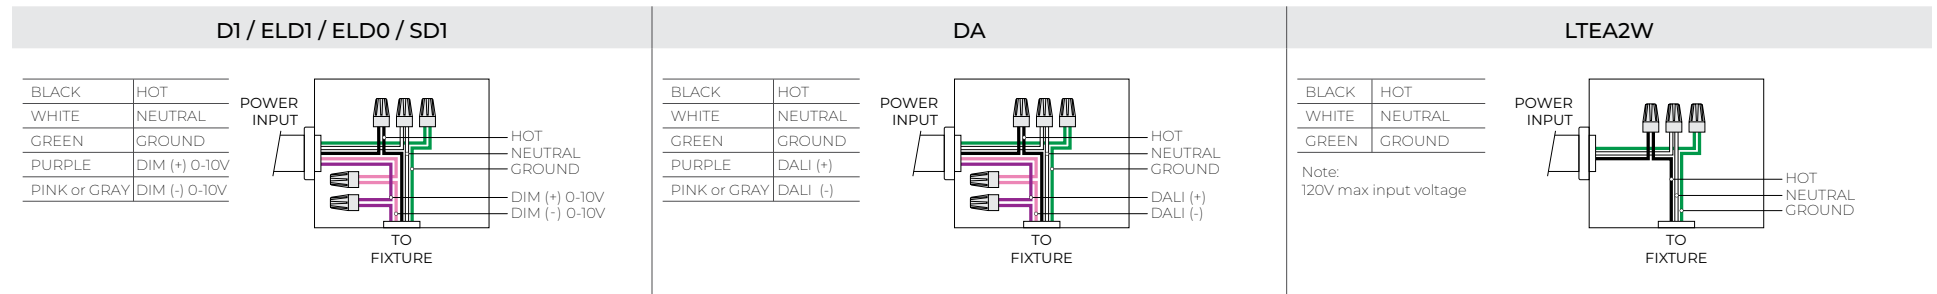 D1 / ELD1 / ELD0 / SD1
BLACK HOT
WHITE NEUTRAL
GREEN GROUND
PURPLE DIM (+) 0-10V
PINK or GRAY DIM (-) 0-10V
POWER
INPUT
HOT
NEUTRAL
GROUND
DIM (+) 0-10V
DIM (-) 0-10V
TO
FIXTURE
DA
BLACK HOT
WHITE NEUTRAL
GREEN GROUND
PURPLE DALI (+)
PINK or GRAY DALI (-)
POWER
INPUT
HOT
NEUTRAL
GROUND
DALI (+)
DALI (-)
TO
FIXTURE
LTEA2W
BLACK HOT
WHITE NEUTRAL
GREEN GROUND
Note:
120V max input voltage
POWER
INPUT
HOT
NEUTRAL
GROUND
TO
FIXTURE